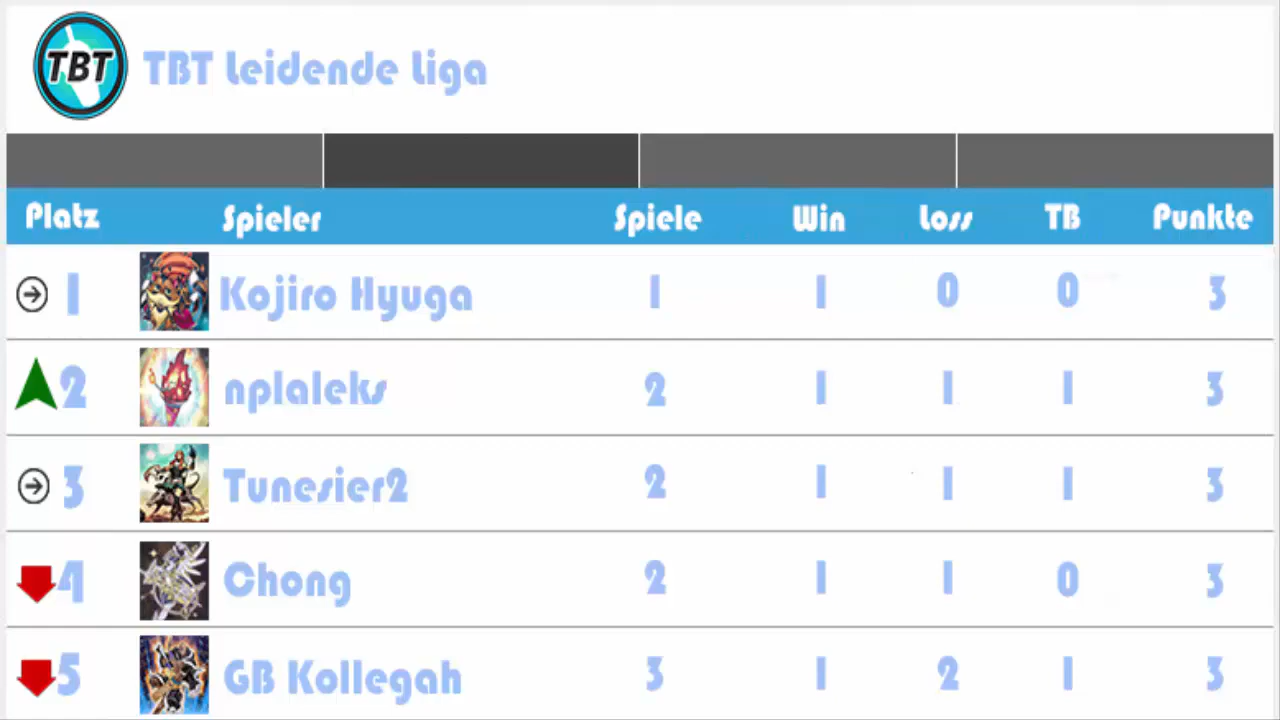 TBT TBT Leidende Liga
Platz Spieler Spiele Win Loss TB Punkte
1 Kojiro Hyuga 1 1 0 0 3
2 nplaleks 2 1 1 1 3
3 Tunesier2 2 1 1 1 3
4 Chong 2 1 1 0 3
5 GB Kollegah 3 1 2 1 3